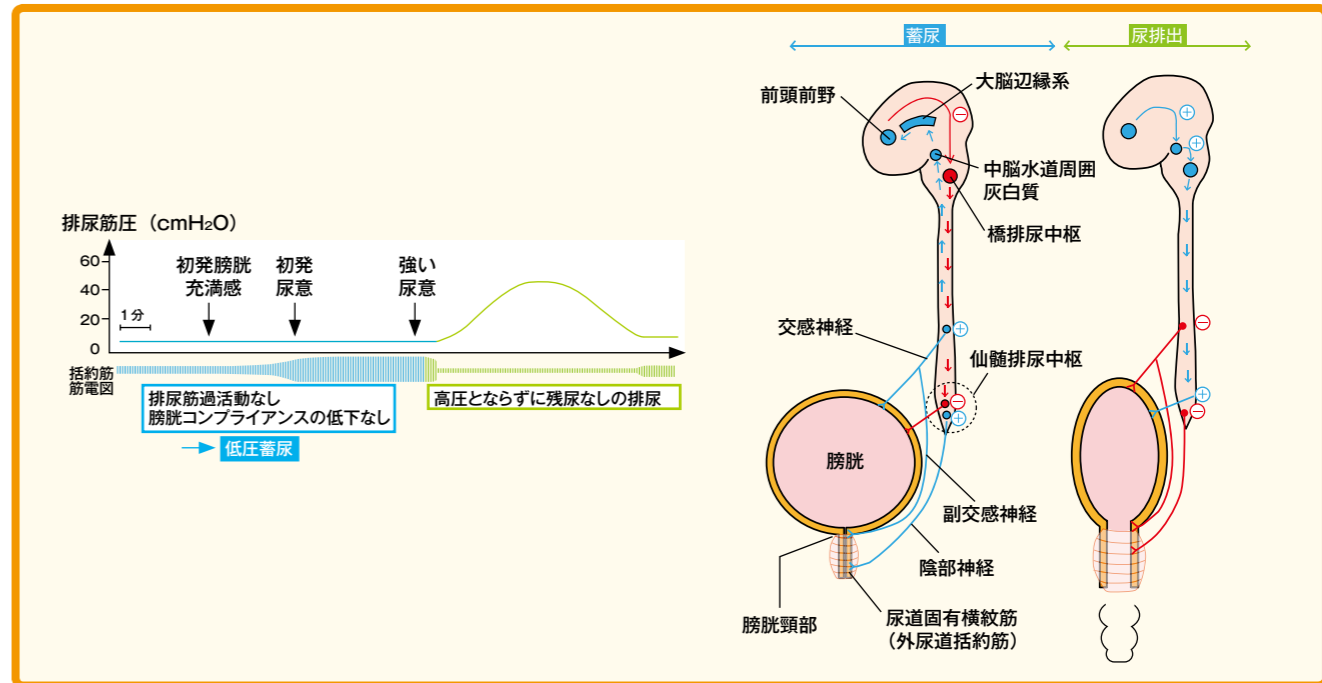 排尿筋圧（cmH₂O）
60
40
20
0
1分
初発膀胱
充満感
初発
尿意
強い
尿意
括約筋
筋電図
排尿筋過活動なし
膀胱コンプライアンスの低下なし
低圧蓄尿
高圧とならずに残尿なしの排尿
蓄尿
尿排出
前頭前野
大脳辺縁系
中脳水道周囲
灰白質
橋排尿中枢
交感神経
仙髄排尿中枢
膀胱
副交感神経
陰部神経
膀胱頸部
尿道固有横紋筋
（外尿道括約筋）